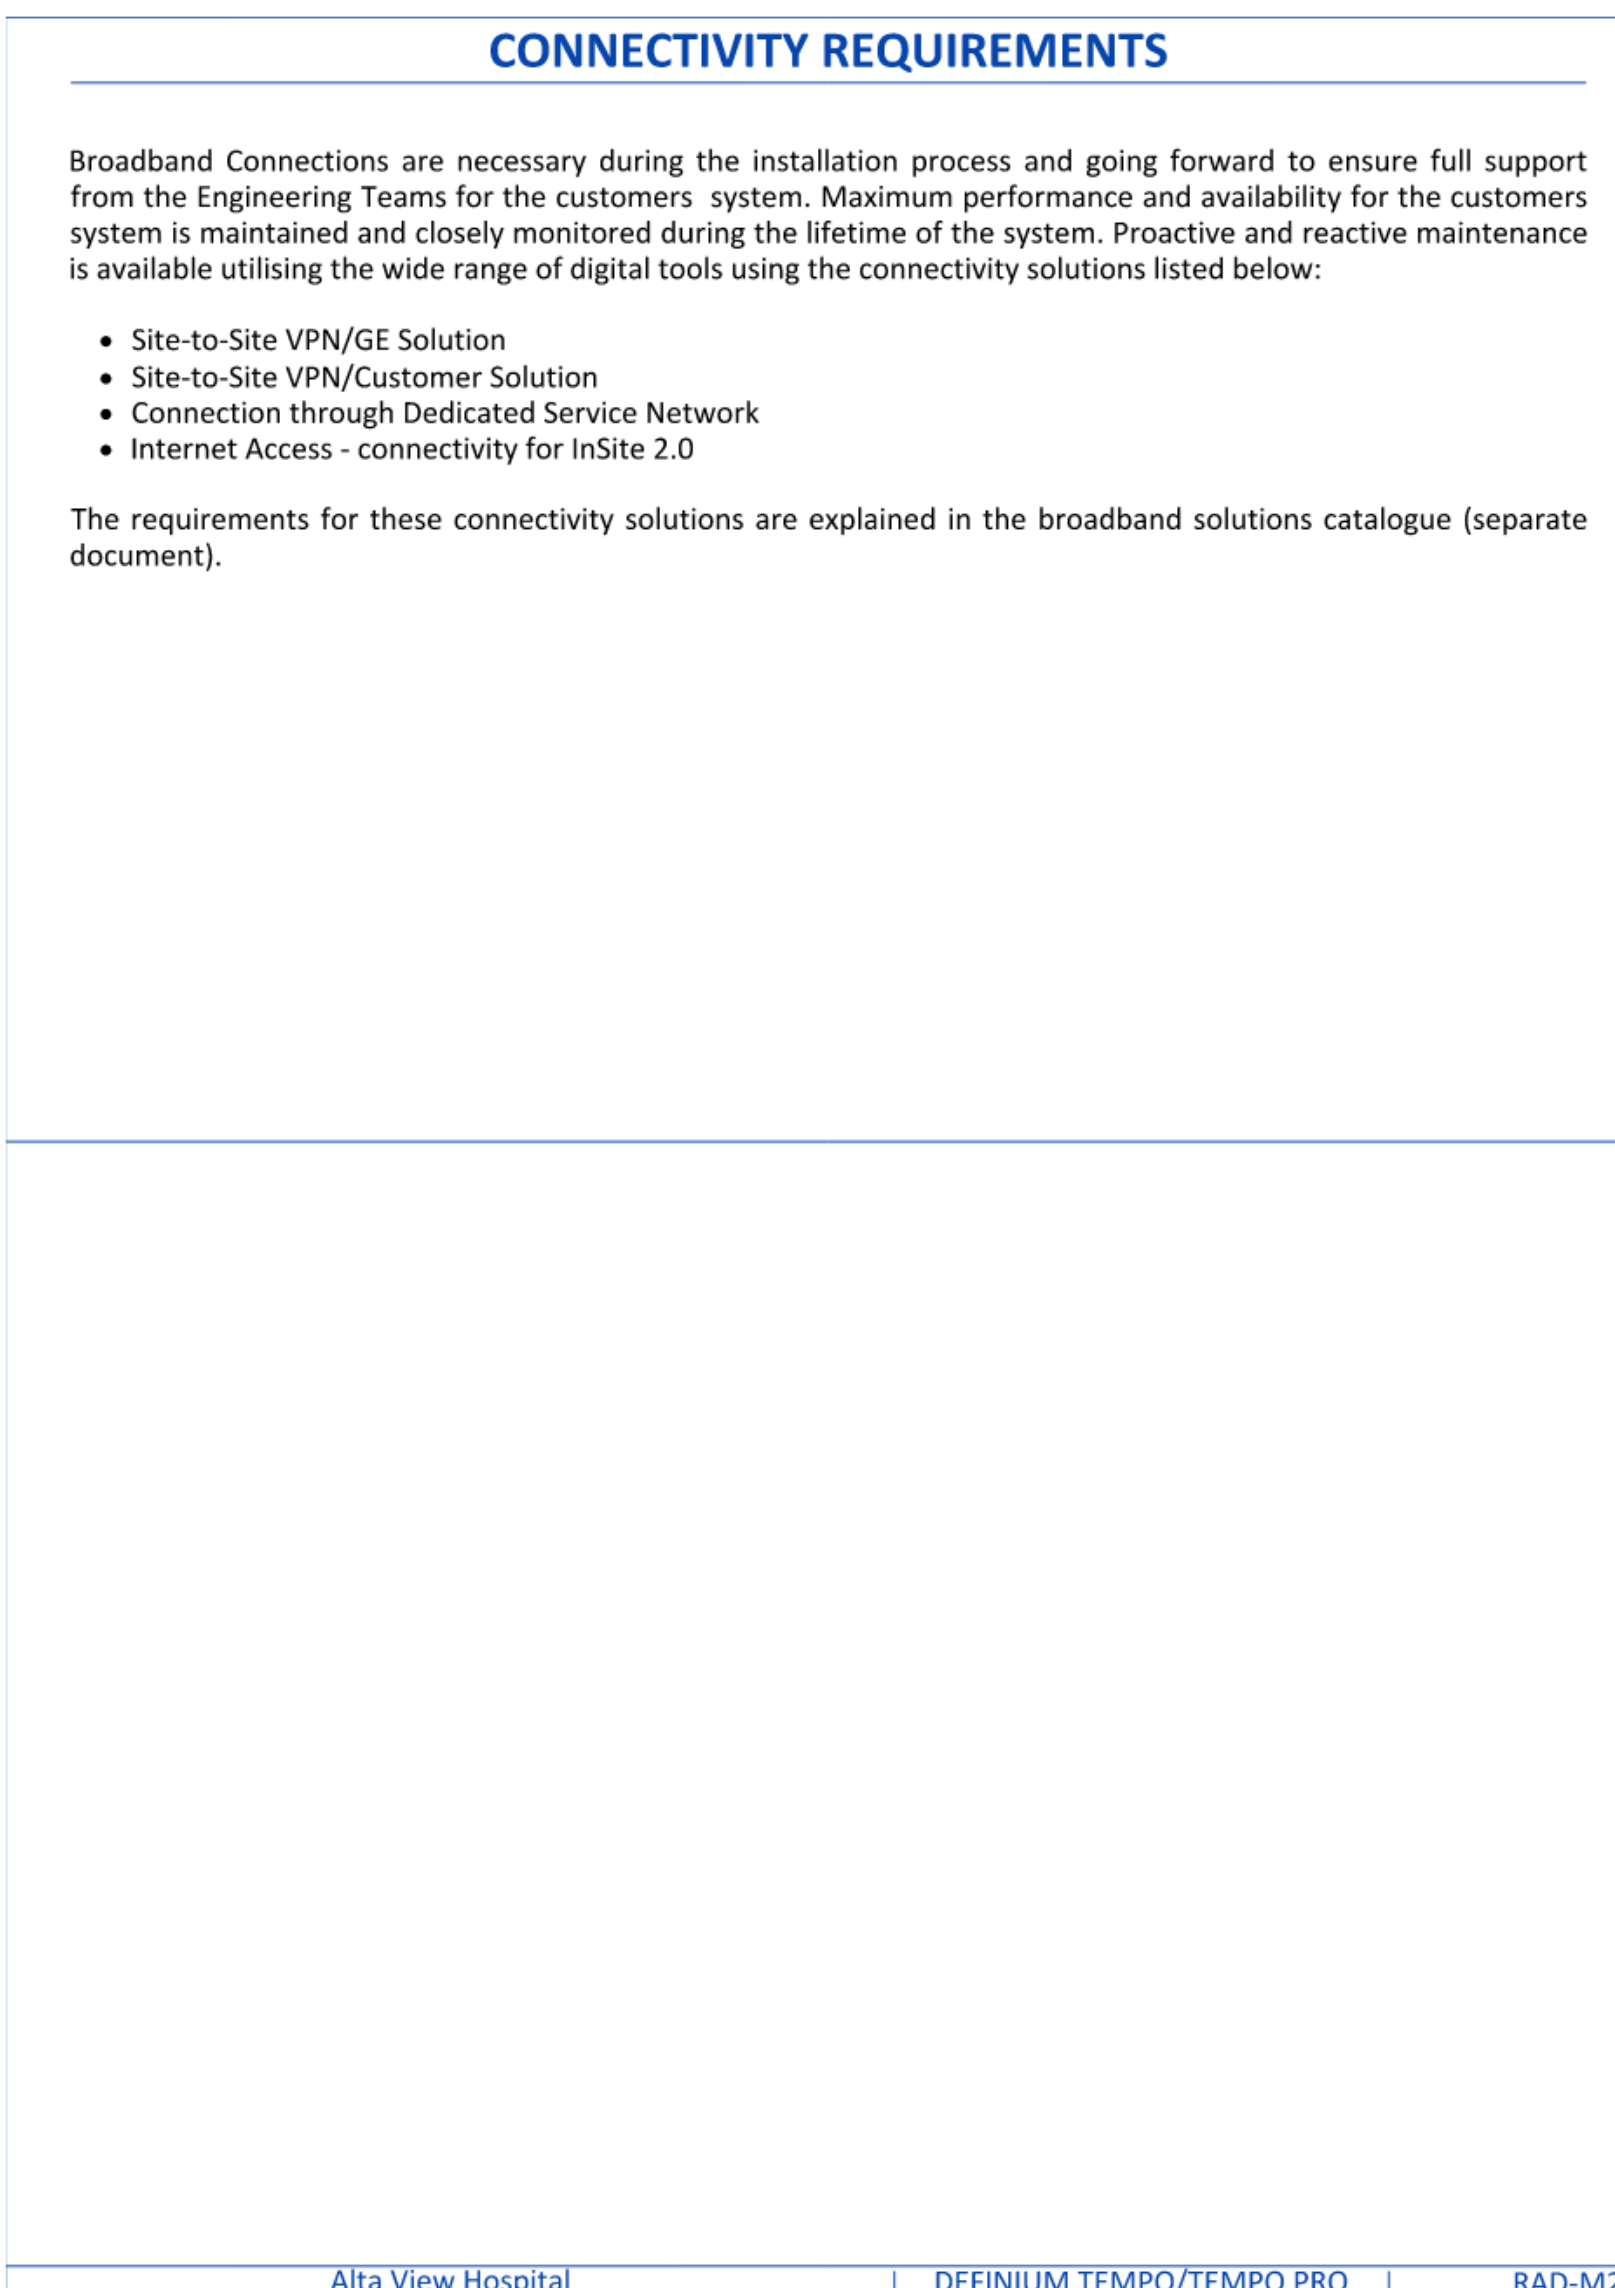 CONNECTIVITY REQUIREMENTS
Broadband Connections are necessary during the installation process and going forward to ensure full support
from the Engineering Teams for the customers  system. Maximum performance and availability for the customers
system is maintained and closely monitored during the lifetime of the system. Proactive and reactive maintenance
is available utilising the wide range of digital tools using the connectivity solutions listed below:
• Site-to-Site VPN/GE Solution
• Site-to-Site VPN/Customer Solution
• Connection through Dedicated Service Network
• Internet Access - connectivity for InSite 2.0
The requirements for these connectivity solutions are explained in the broadband solutions catalogue (separate
document).
Alta View Hospital | DEFINIUM TEMPO/TEMPO PRO | RAD-M2